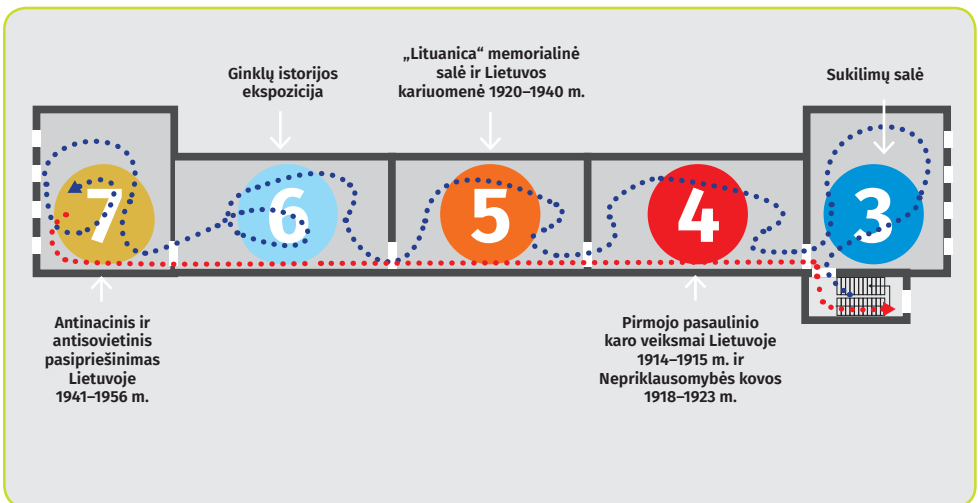 Ginklų istorijos
ekspozicija
„Lituanica“ memorialinė
salė ir Lietuvos
kariuomenė 1920–1940 m.
Sukilimų salė
7
6
5
4
3
Antinacinis ir
antisovietinis
pasipriešinimas
Lietuvoje
1941–1956 m.
Pirmojo pasaulinio
karo veiksmai Lietuvoje
1914–1915 m. ir
Nepriklausomybės kovos
1918–1923 m.